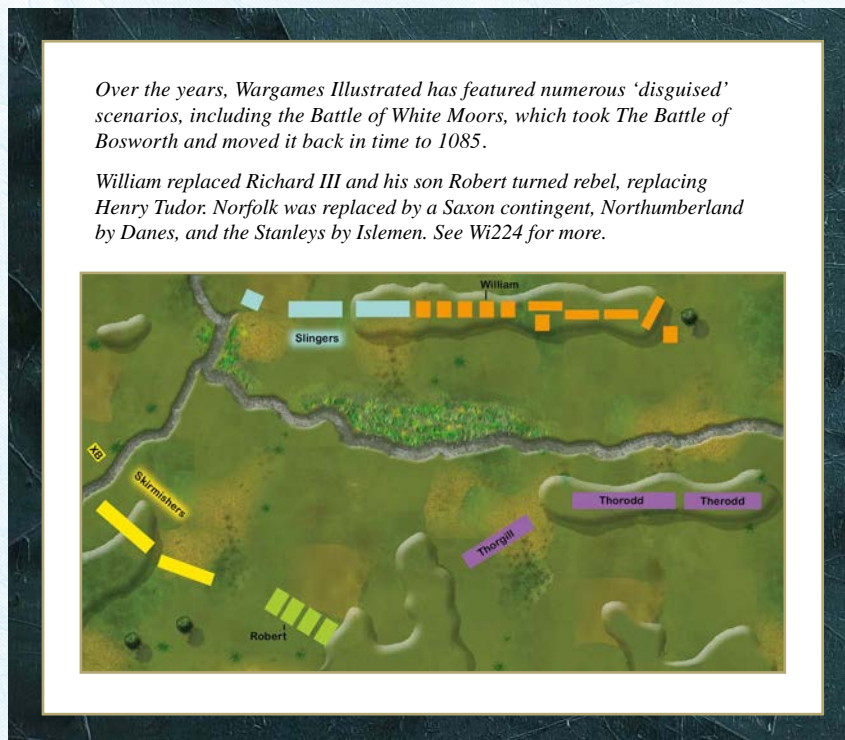 Over the years, Wargames Illustrated has featured numerous ‘disguised’
scenarios, including the Battle of White Moors, which took The Battle of
Bosworth and moved it back in time to 1085.
William replaced Richard III and his son Robert turned rebel, replacing
Henry Tudor. Norfolk was replaced by a Saxon contingent, Northumberland
by Danes, and the Stanleys by Islemen. See Wi224 for more.
William
Slingers
XB
Skirmishers
Thorodd
Therodd
Thorgill
Robert